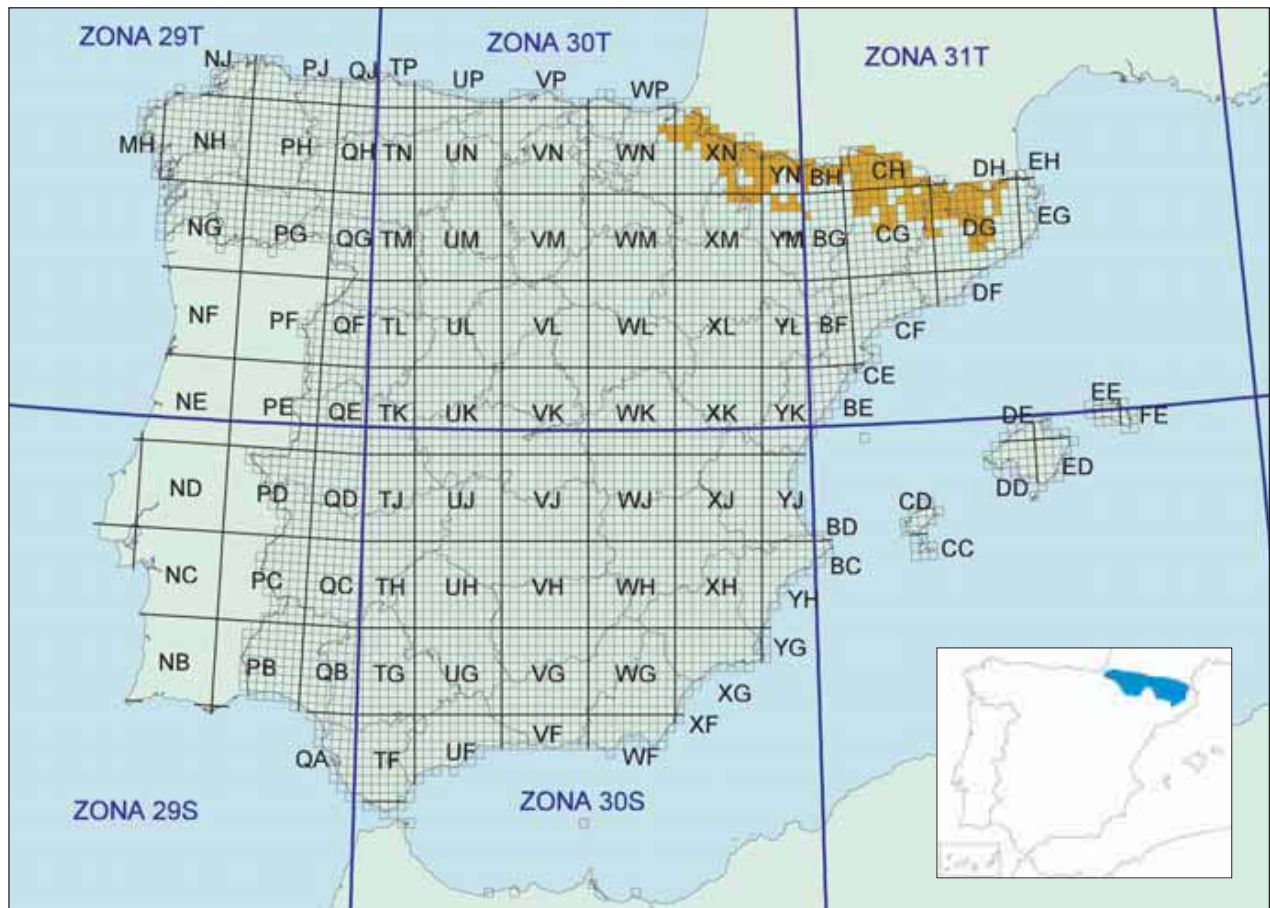 ZONA 29T
ZONA 30T
ZONA 31T
NJ PJ QJ TP UP VP WP
MH NH PH QH TN UN VN WN XN YN BH CH DH EH
NG PG QG TM UM VM WM XM YM BG CG DG EG
NF PF QF TL UL VL WL XL YL BF CF DF
NE PE QE TK UK VK WK XK YK BE CE DE EE FE
ND PD QD TJ UJ VJ WJ XJ YJ BD CD DD ED
NC PC QC TH UH VH WH XH YH BC CC
NB PB QB TG UG VG WG XG YG
QA TF UF VF WF XF
ZONA 29S
ZONA 30S